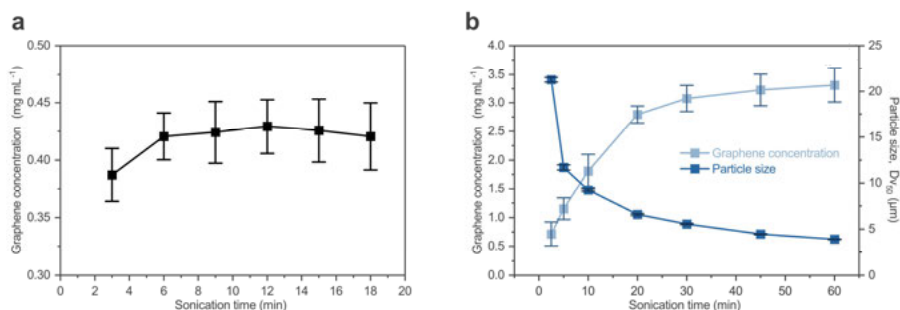 a
0.50
0.45
0.40
0.35
0.30
Graphene concentration (mg mL⁻¹)
0 2 4 6 8 10 12 14 16 18 20
Sonication time (min)
b
4.0
3.5
3.0
2.5
2.0
1.5
1.0
0.5
0.0
Graphene concentration (mg mL⁻¹)
Graphene concentration
Particle size
25
20
15
10
5
0
Particle size, Dv₅₀ (μm)
0 10 20 30 40 50 60
Sonication time (min)